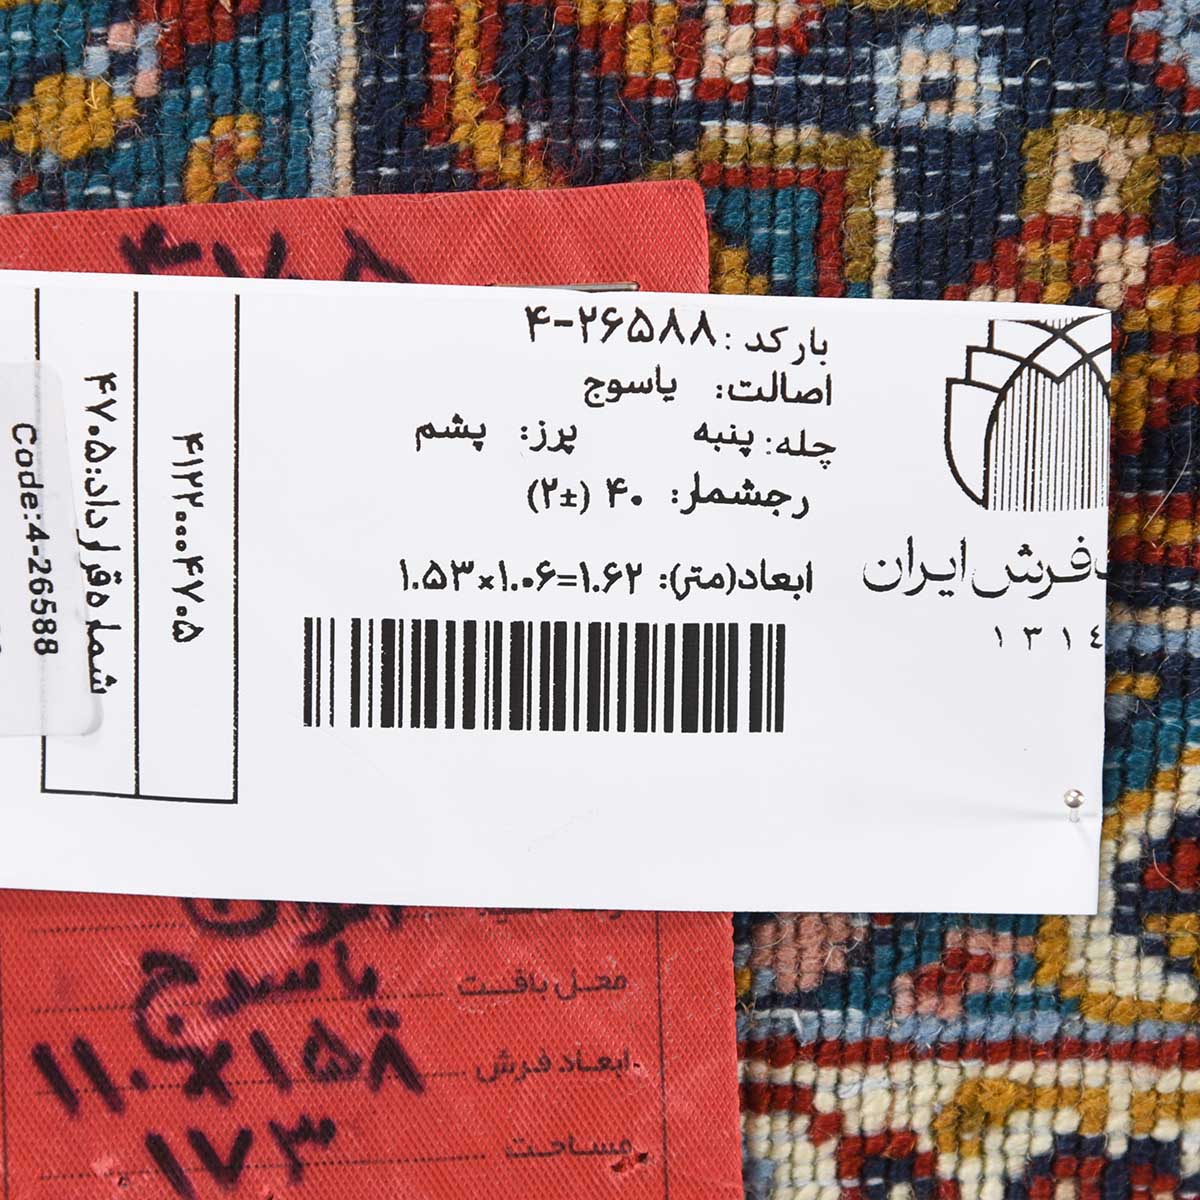 بارکد: ۴-۲۶۵۸۸
اصالت: یاسوج
چله: پنبه پرز: پشم
رجشمار: ۴۰ (±۲)
ابعاد(متر): ۱.۵۳×۱.۰۶=۱.۶۲
فرش ایران
۱۳۱۴
۴۱۲۲۰۰۰۴۷۰۵
شماره قرارداد: ۴۷۰۵
Code:4-26588
محل بافت یاسوج
ابعاد فرش ۱۱۰×۱۵۸
مساحت ۱۷۳